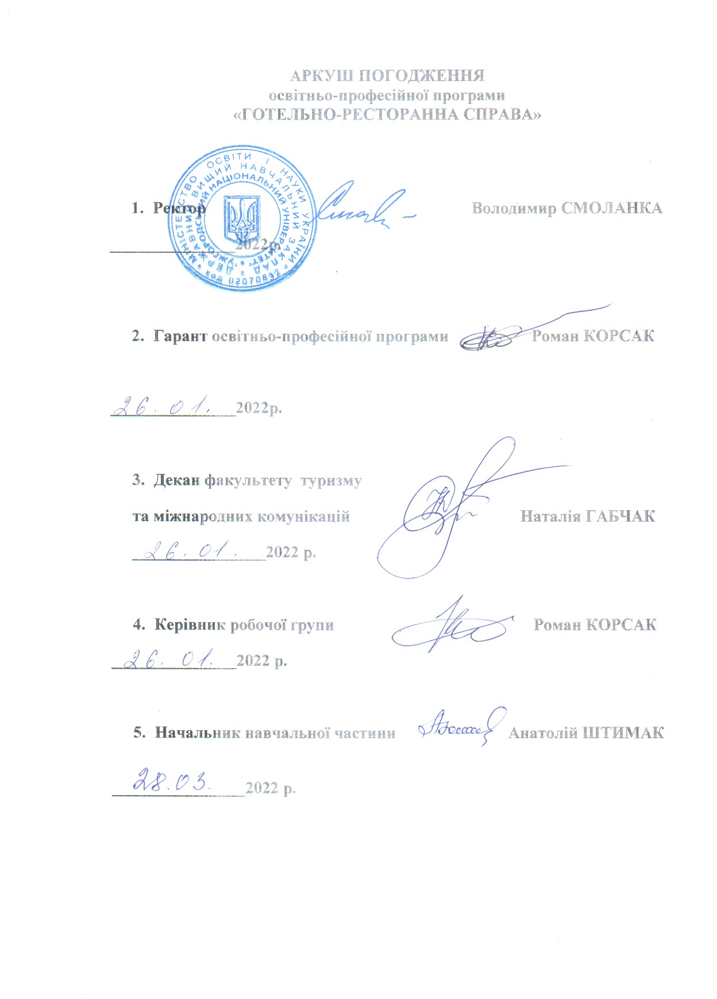 АРКУШ ПОГОДЖЕННЯ
освітньо-професійної програми
«ГОТЕЛЬНО-РЕСТОРАННА СПРАВА»
МІНІСТЕРСТВО ОСВІТИ І НАУКИ УКРАЇНИ
ДЕРЖАВНИЙ ВИЩИЙ НАВЧАЛЬНИЙ ЗАКЛАД
"УЖГОРОДСЬКИЙ НАЦІОНАЛЬНИЙ УНІВЕРСИТЕТ"
код 02070832
1. Ректор Володимир СМОЛАНКА
2022р.
2. Гарант освітньо-професійної програми Роман КОРСАК
26.01.2022р.
3. Декан факультету туризму
та міжнародних комунікацій Наталія ГАБЧАК
26.01.2022 р.
4. Керівник робочої групи Роман КОРСАК
26.01.2022 р.
5. Начальник навчальної частини Анатолій ШТИМАК
28.03.2022 р.